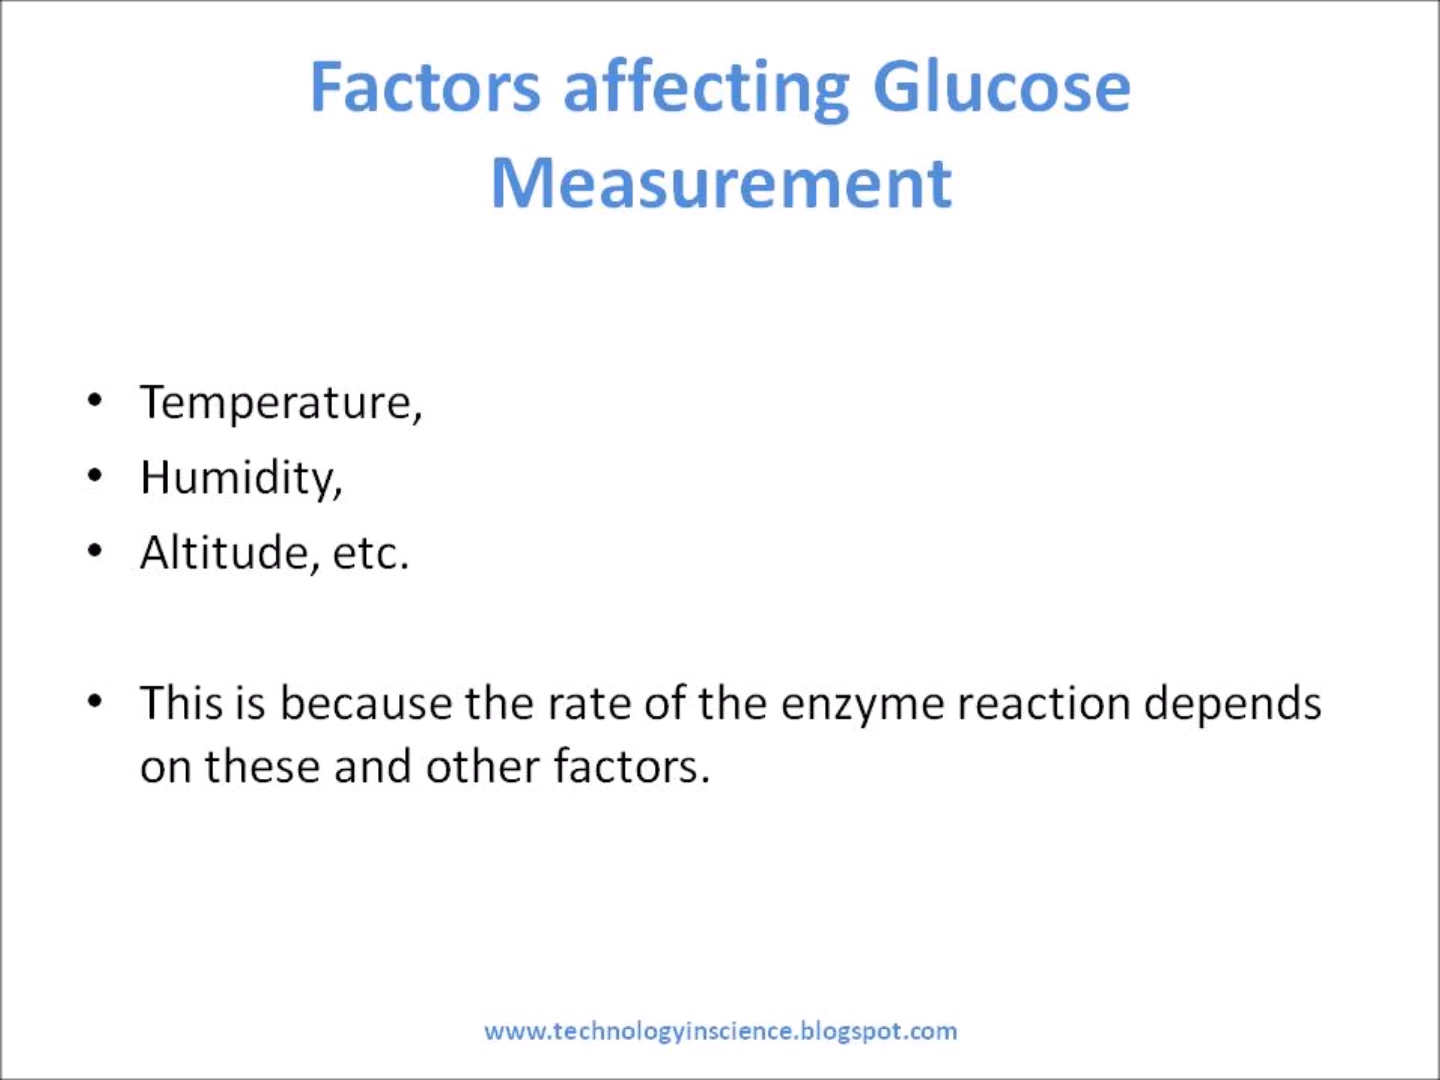 Factors affecting Glucose
Measurement
• Temperature,
• Humidity,
• Altitude, etc.
• This is because the rate of the enzyme reaction depends
on these and other factors.
www.technologyinscience.blogspot.com